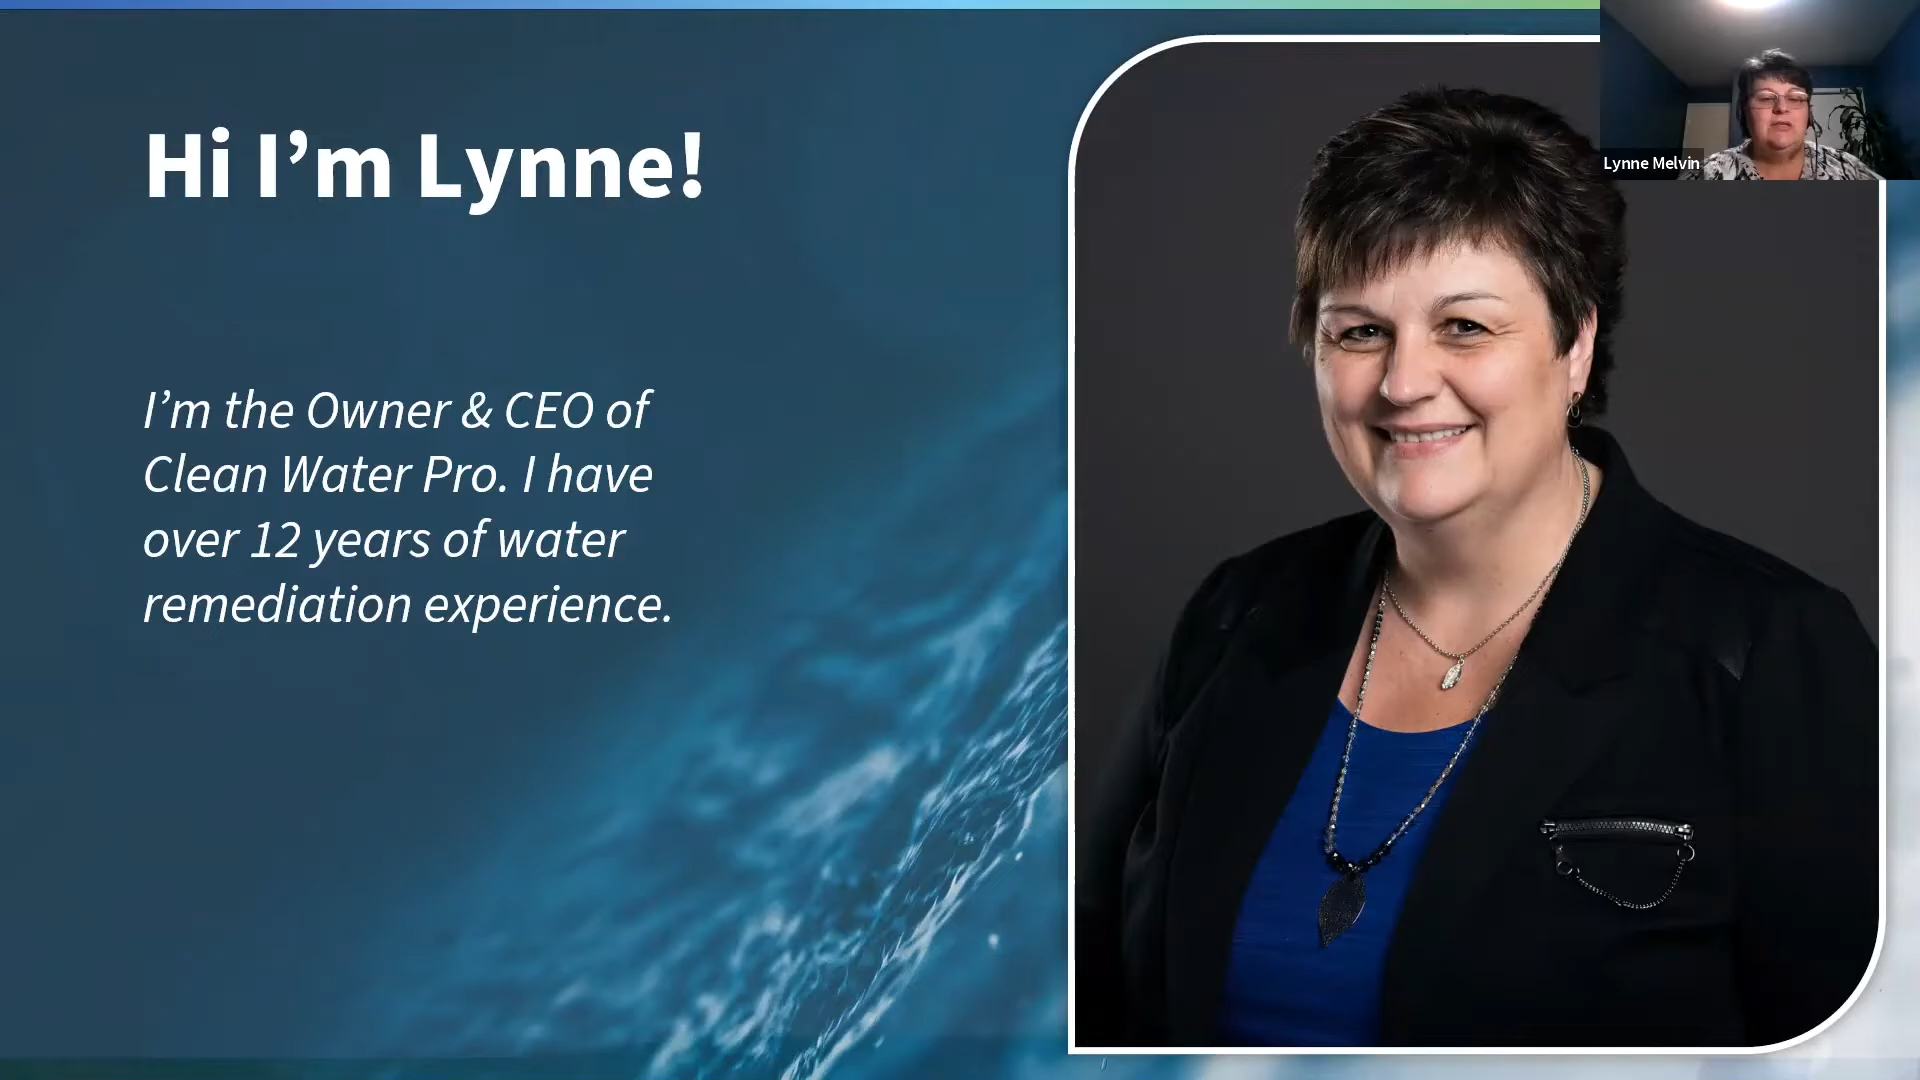 Hi I’m Lynne!
I’m the Owner & CEO of
Clean Water Pro. I have
over 12 years of water
remediation experience.
Lynne Melvin